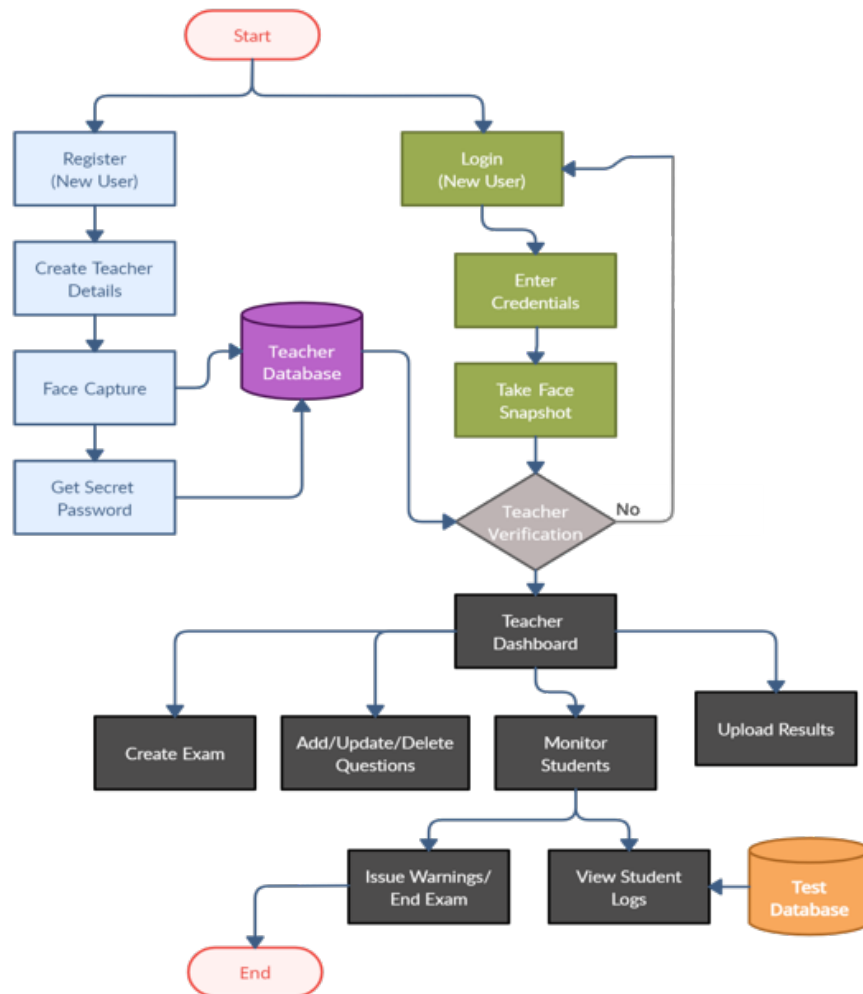 Start
Register
(New User)
Login
(New User)
Create Teacher
Details
Enter
Credentials
Teacher
Database
Face Capture
Take Face
Snapshot
Get Secret
Password
Teacher
Verification
No
Teacher
Dashboard
Create Exam
Add/Update/Delete
Questions
Monitor
Students
Upload Results
Issue Warnings/
End Exam
View Student
Logs
Test
Database
End